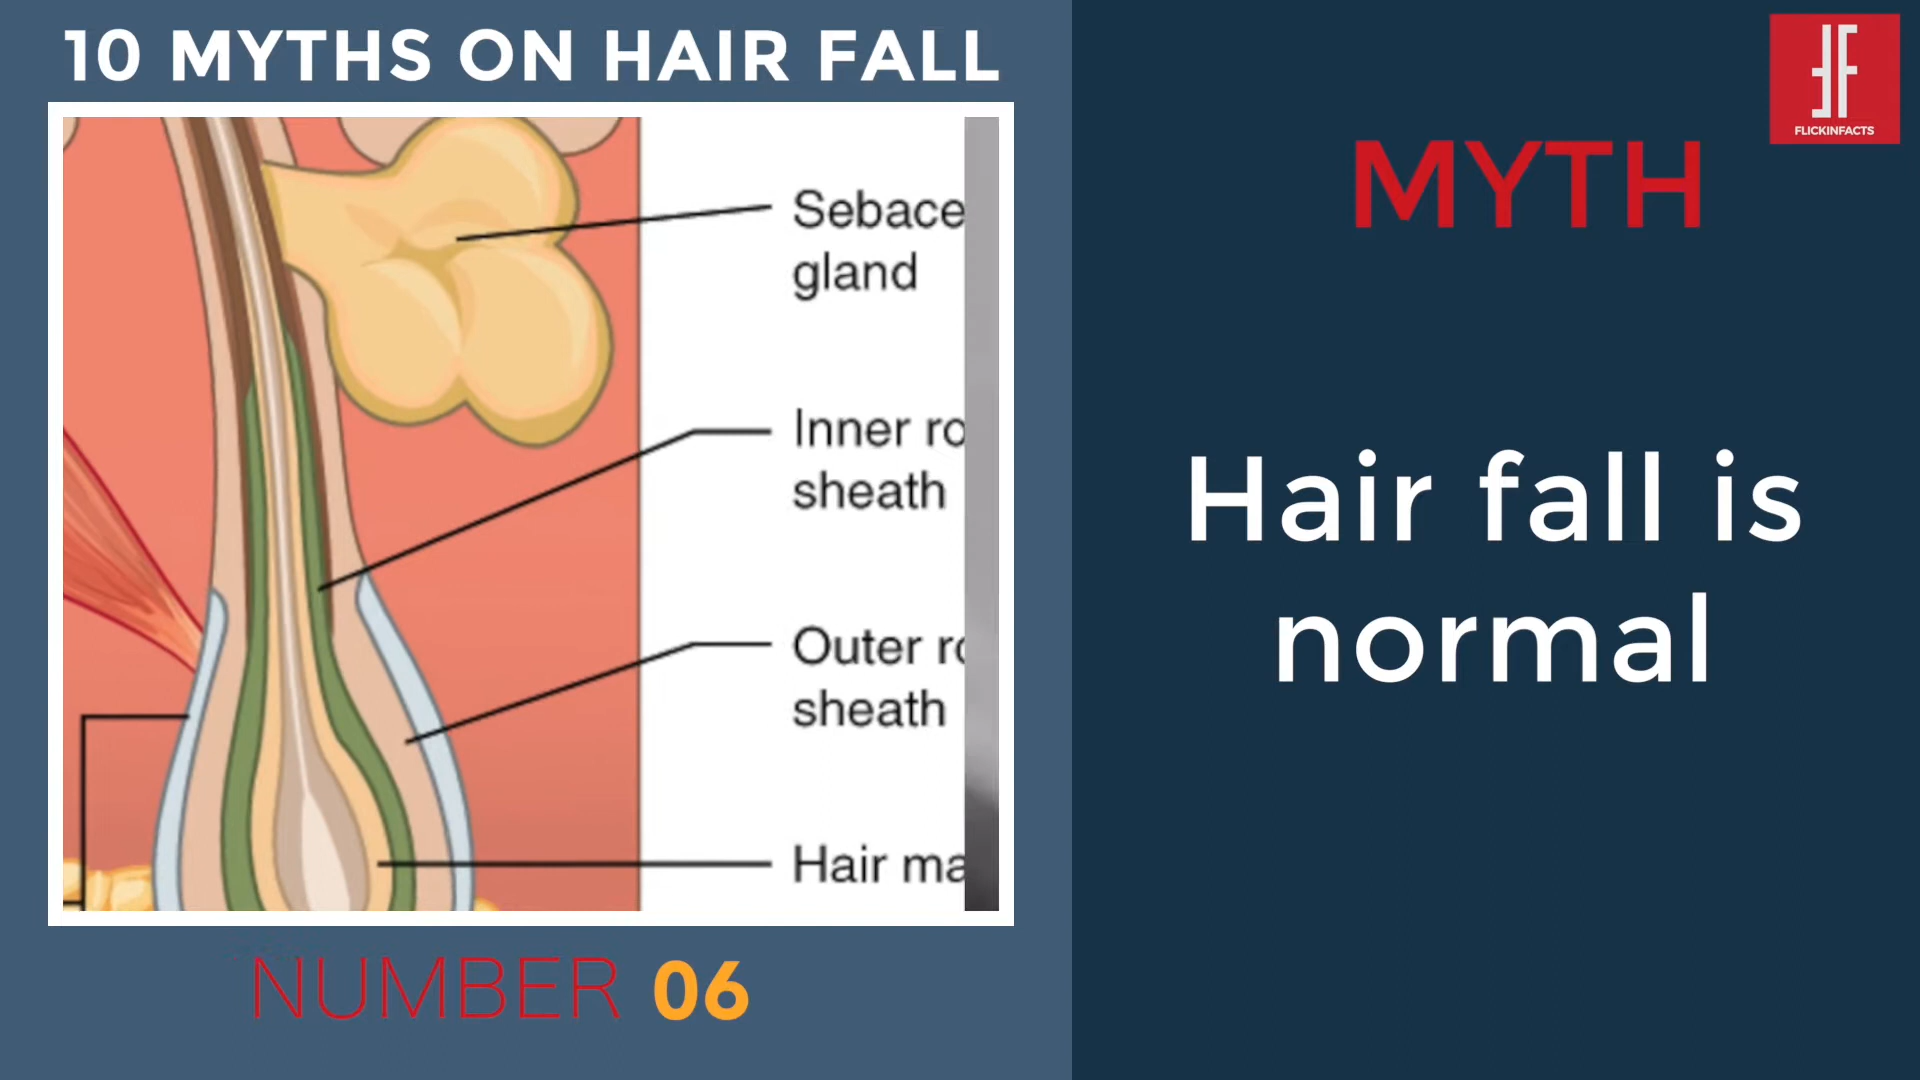 10 MYTHS ON HAIR FALL
FLICKINFACTS
MYTH
Sebace
gland
Inner ro
sheath
Outer ro
sheath
Hair ma
Hair fall is
normal
NUMBER 06